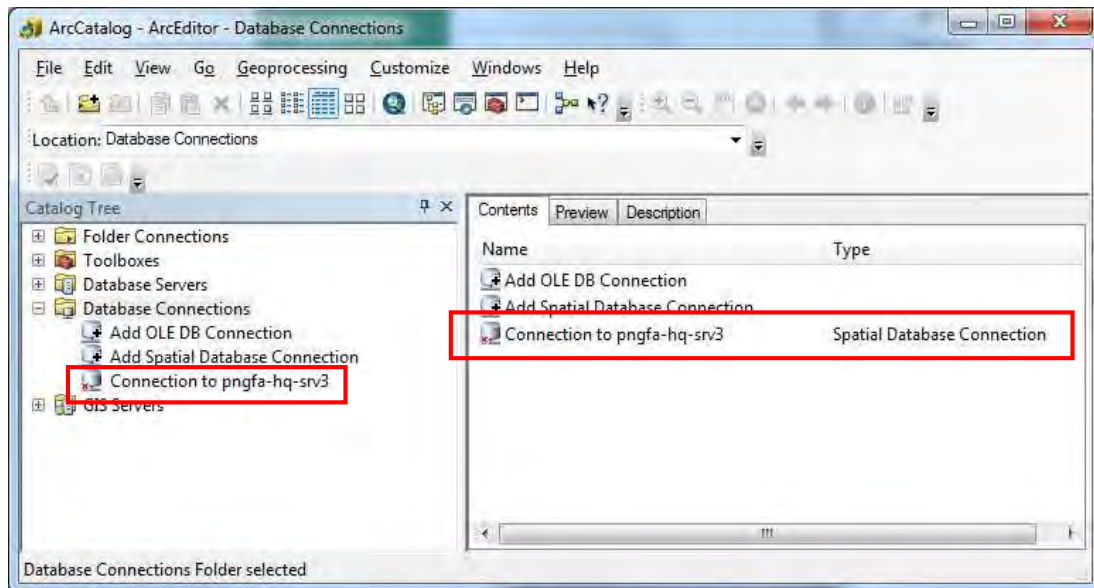 ArcCatalog - ArcEditor - Database Connections
File Edit View Go Geoprocessing Customize Windows Help
Location: Database Connections
Catalog Tree
Folder Connections
Toolboxes
Database Servers
Database Connections
Add OLE DB Connection
Add Spatial Database Connection
Connection to pngfa-hq-srv3
GIS Servers
Contents Preview Description
Name Type
Add OLE DB Connection
Add Spatial Database Connection
Connection to pngfa-hq-srv3 Spatial Database Connection
Database Connections Folder selected